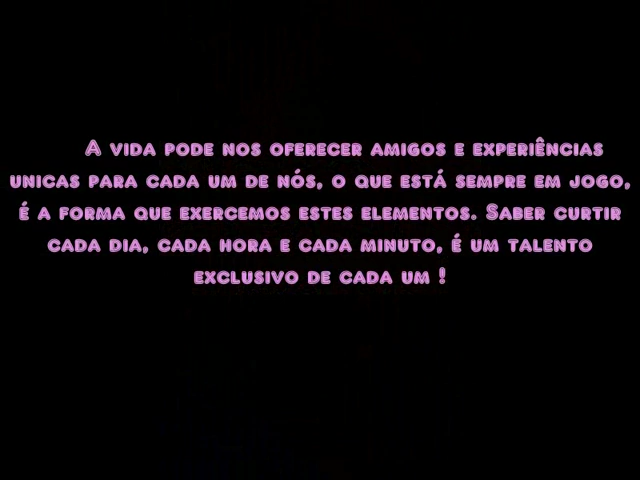 A vida pode nos oferecer amigos e experiências
unicas para cada um de nós, o que está sempre em jogo,
é a forma que exercemos estes elementos. Saber curtir
cada dia, cada hora e cada minuto, é um talento
exclusivo de cada um !